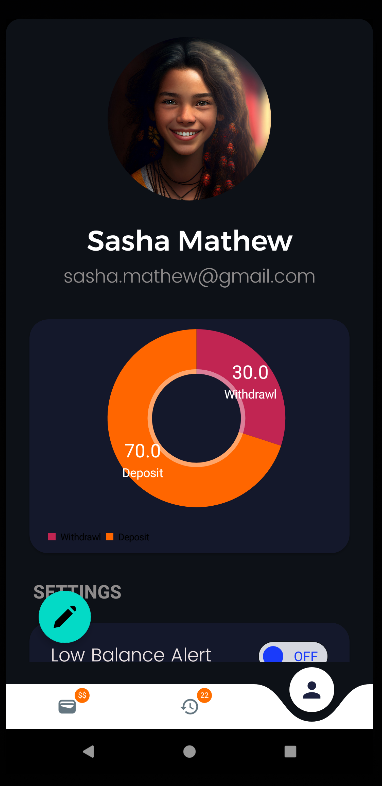 Sasha Mathew
sasha.mathew@gmail.com
30.0
Withdrawl
70.0
Deposit
Withdrawl Deposit
SETTINGS
Low Balance Alert OFF
$$ 22